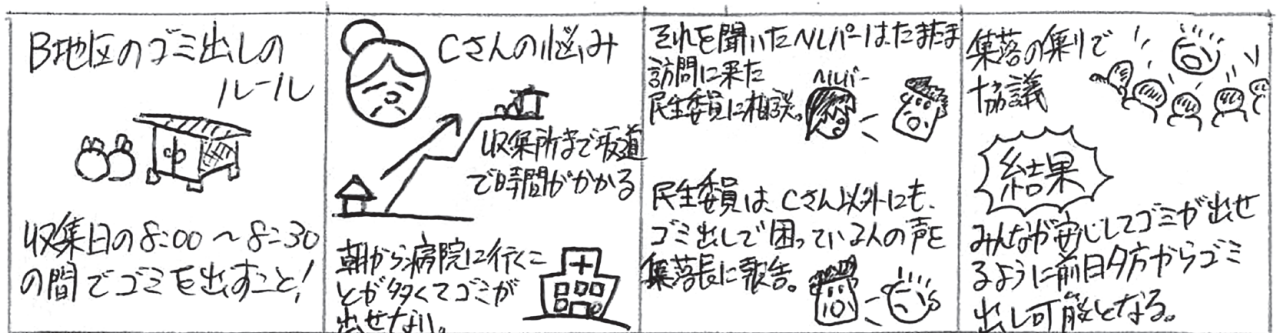 B地区のゴミ出しの
ルール
収集日の8:00〜8:30
の間でゴミを出すこと!
Cさんの悩み
収集所まで坂道
で時間がかかる
朝から病院に行くこ
とが多くてゴミが
出せない。
それを聞いたヘルパーはたまたま
訪問に来た
民生委員に相談。
ヘルパー
民生委員は、Cさん以外にも、
ゴミ出しで困っている人の声を
集落長に報告。
集落の集りで
協議
結果
みんなが安心してゴミが出せ
るように前日夕方からゴミ
出し可能となる。